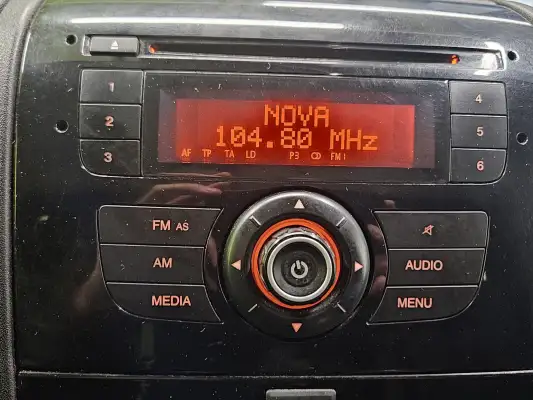 NOVA
104.80 MHz
AF TP TA LD P3 CD FM1
1
2
3
4
5
6
FM AS
AM
MEDIA
AUDIO
MENU